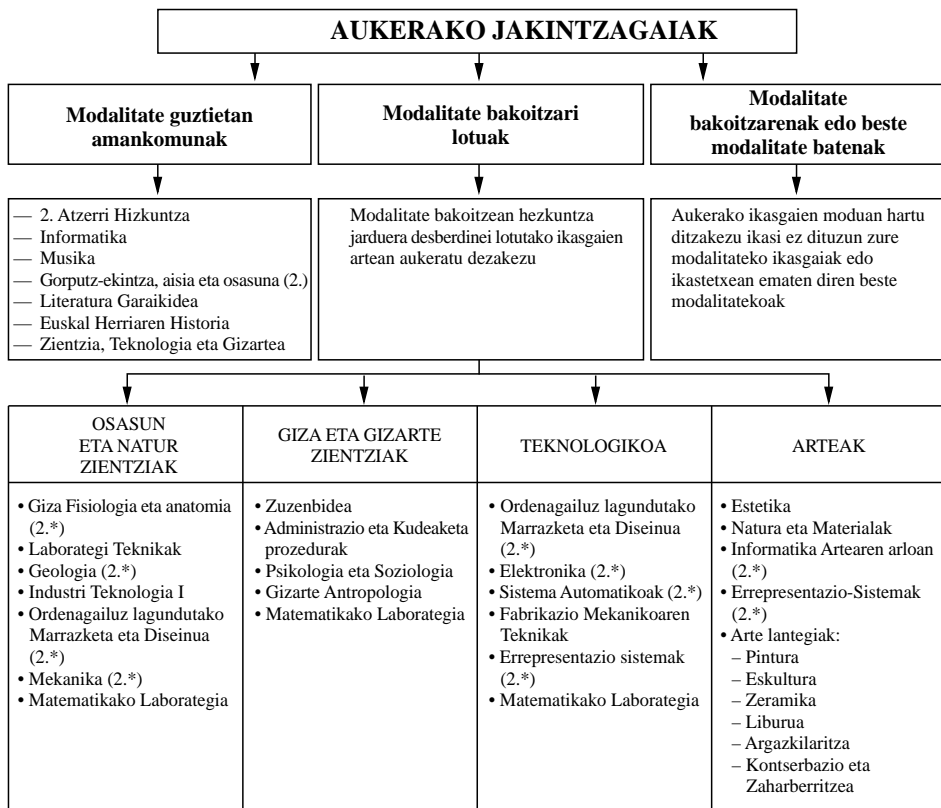 AUKERAKO JAKINTZAGAIAK
Modalitate guztietan
amankomunak
Modalitate bakoitzari
lotuak
Modalitate
bakoitzarenak edo beste
modalitate batenak
— 2. Atzerri Hizkuntza
— Informatika
— Musika
— Gorputz-ekintza, aisia eta osasuna (2.)
— Literatura Garaikidea
— Euskal Herriaren Historia
— Zientzia, Teknologia eta Gizartea
Modalitate bakoitzean hezkuntza
jarduera desberdinei lotutako ikasgaien
artean aukeratu dezakezu
Aukerako ikasgaien moduan hartu
ditzakezu ikasi ez dituzun zure
modalitateko ikasgaiak edo
ikastetxean ematen diren beste
modalitatekoak
OSASUN
ETA NATUR
ZIENTZIAK
• Giza Fisiologia eta anatomia
(2.*)
• Laborategi Teknikak
• Geologia (2.*)
• Industri Teknologia I
• Ordenagailuz lagundutako
Marrazketa eta Diseinua
(2.*)
• Mekanika (2.*)
• Matematikako Laborategia
GIZA ETA GIZARTE
ZIENTZIAK
• Zuzenbidea
• Administrazio eta Kudeaketa
prozedurak
• Psikologia eta Soziologia
• Gizarte Antropologia
• Matematikako Laborategia
TEKNOLOGIKOA
• Ordenagailuz lagundutako
Marrazketa eta Diseinua
(2.*)
• Elektronika (2.*)
• Sistema Automatikoak (2.*)
• Fabrikazio Mekanikoaren
Teknikak
• Errepresentazio sistemak
(2.*)
• Matematikako Laborategia
ARTEAK
• Estetika
• Natura eta Materialak
• Informatika Artearen arloan
(2.*)
• Errepresentazio-Sistemak
(2.*)
• Arte lantegiak:
– Pintura
– Eskultura
– Zeramika
– Liburua
– Argazkilaritza
– Kontserbazio eta
Zaharberritzea